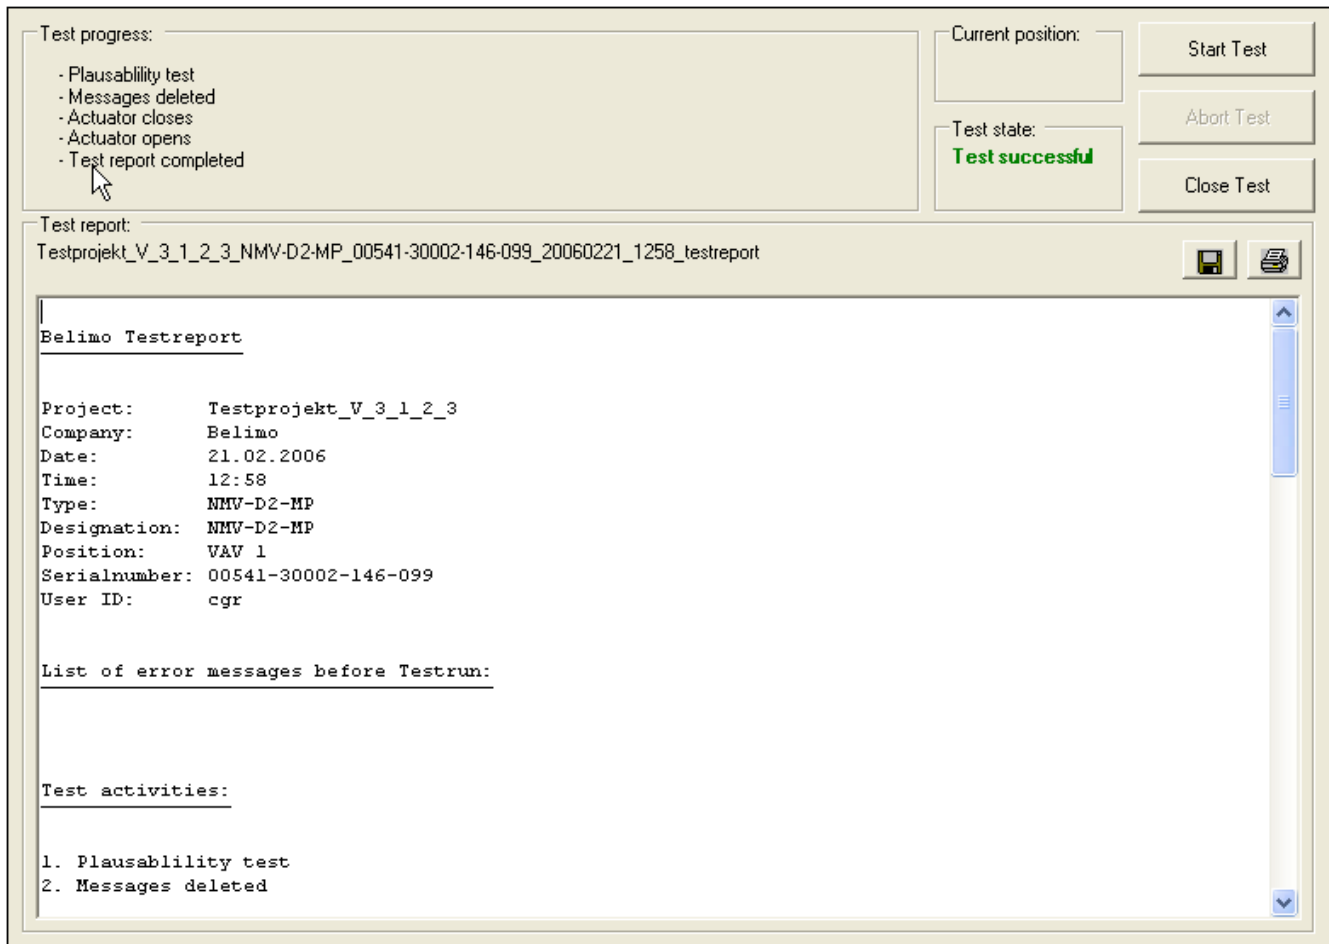 Test progress:
- Plausablility test
- Messages deleted
- Actuator closes
- Actuator opens
- Test report completed
Current position:
Test state:
Test successful
Start Test
Abort Test
Close Test
Test report:
Testprojekt_V_3_1_2_3_NMV-D2-MP_00541-30002-146-099_20060221_1258_testreport
Belimo Testreport
Project: Testprojekt_V_3_1_2_3
Company: Belimo
Date: 21.02.2006
Time: 12:58
Type: NMV-D2-MP
Designation: NMV-D2-MP
Position: VAV 1
Serialnumber: 00541-30002-146-099
User ID: cgr
List of error messages before Testrun:
Test activities:
1. Plausablility test
2. Messages deleted